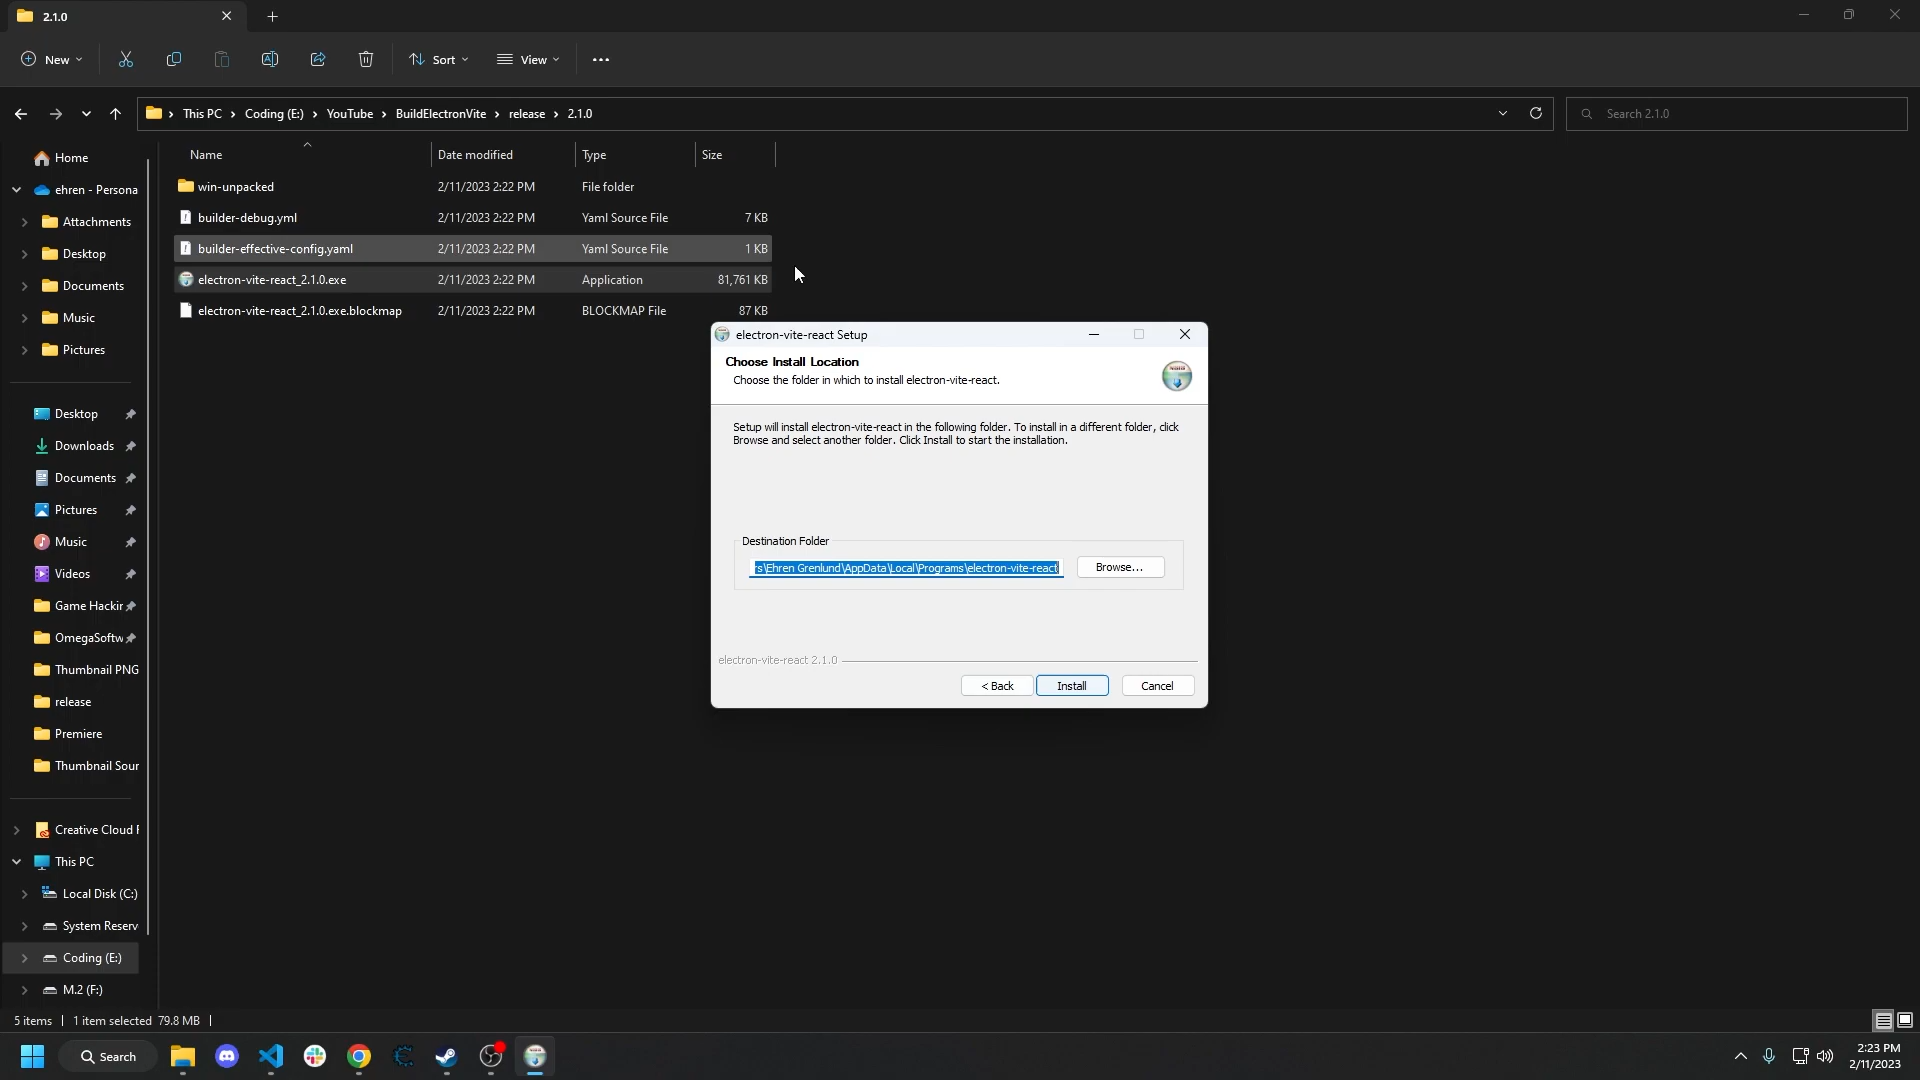 2.1.0
New
Sort
View
This PC > Coding (E:) > YouTube > BuildElectronVite > release > 2.1.0
Search 2.1.0
Name Date modified Type Size
win-unpacked 2/11/2023 2:22 PM File folder
builder-debug.yml 2/11/2023 2:22 PM Yaml Source File 7 KB
builder-effective-config.yaml 2/11/2023 2:22 PM Yaml Source File 1 KB
electron-vite-react_2.1.0.exe 2/11/2023 2:22 PM Application 81,761 KB
electron-vite-react_2.1.0.exe.blockmap 2/11/2023 2:22 PM BLOCKMAP File 87 KB
Home
ehren - Persona
Attachments
Desktop
Documents
Music
Pictures
Desktop
Downloads
Documents
Pictures
Music
Videos
Game Hackir
OmegaSoftw
Thumbnail PNG
release
Premiere
Thumbnail Sour
Creative Cloud F
This PC
Local Disk (C:)
System Reserv
Coding (E:)
M.2 (F:)
electron-vite-react Setup
Choose Install Location
Choose the folder in which to install electron-vite-react.
Setup will install electron-vite-react in the following folder. To install in a different folder, click
Browse and select another folder. Click Install to start the installation.
Destination Folder
rs\Ehren Grenlund\AppData\Local\Programs\electron-vite-react
Browse...
electron-vite-react 2.1.0
< Back
Install
Cancel
5 items
1 item selected 79.8 MB
Search
2:23 PM
2/11/2023